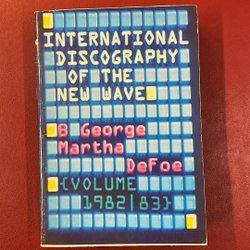 INTERNATIONAL
DISCOGRAPHY
OF THE
NEW WAVE
B George
Martha
DeFoe
{VOLUME
1982|83}